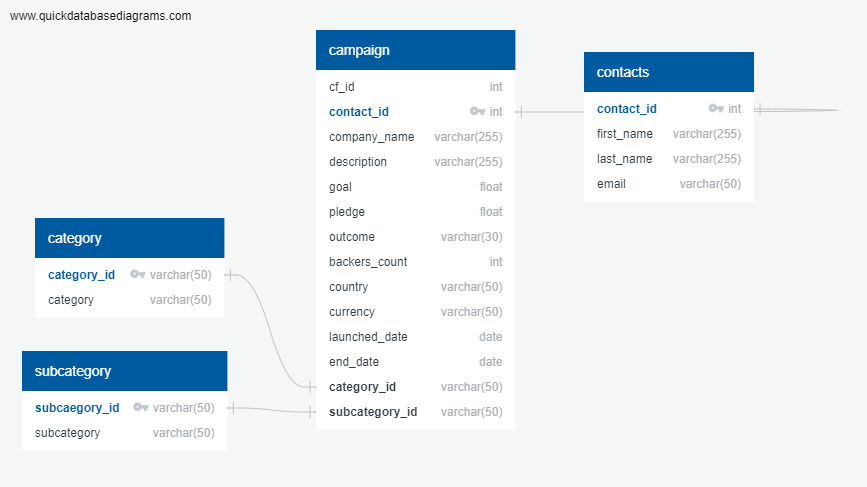 www.quickdatabasediagrams.com
campaign
cf_id int
contact_id int
company_name varchar(255)
description varchar(255)
goal float
pledge float
outcome varchar(30)
backers_count int
country varchar(50)
currency varchar(50)
launched_date date
end_date date
category_id varchar(50)
subcategory_id varchar(50)
contacts
contact_id int
first_name varchar(255)
last_name varchar(255)
email varchar(50)
category
category_id varchar(50)
category varchar(50)
subcategory
subcaegory_id varchar(50)
subcategory varchar(50)